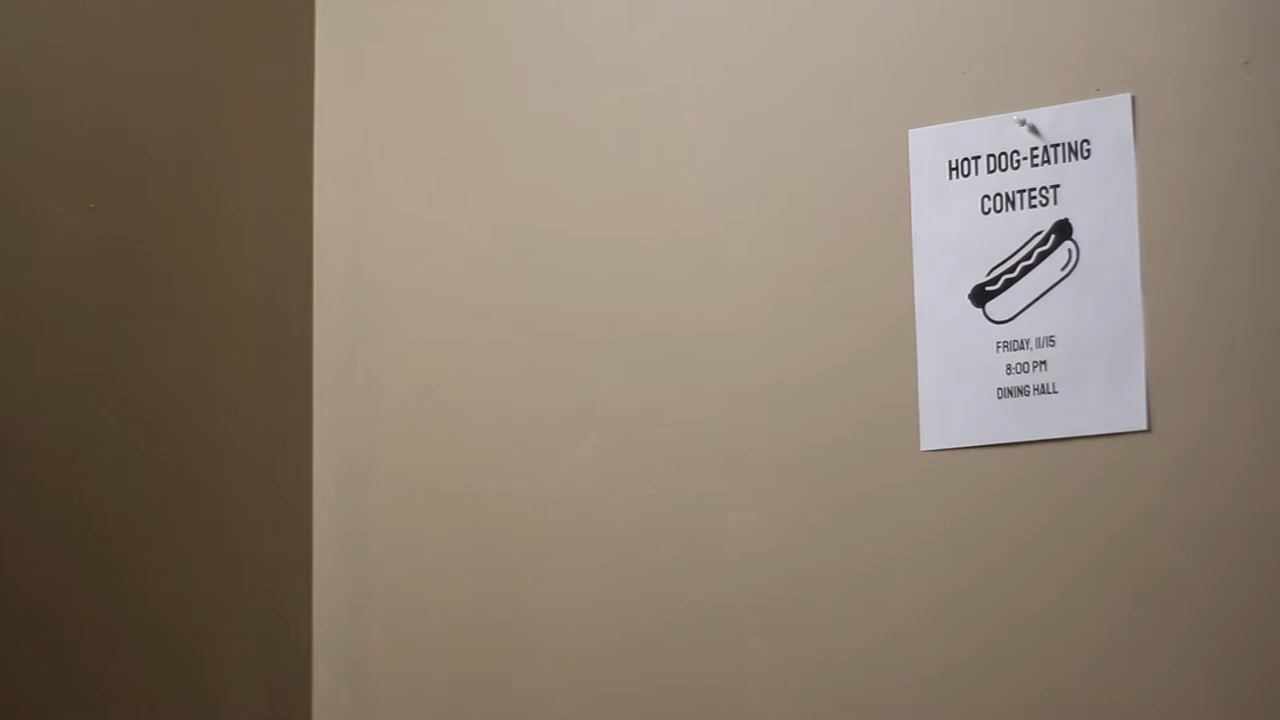 HOT DOG-EATING
CONTEST
FRIDAY, 11/15
8:00 PM
DINING HALL